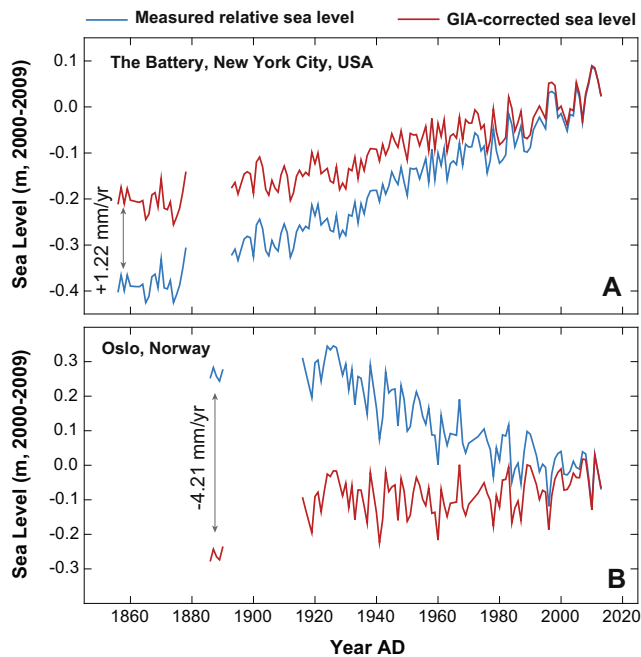 Measured relative sea level
GIA-corrected sea level
The Battery, New York City, USA
Sea Level (m, 2000-2009)
0.1
0.0
-0.1
-0.2
-0.3
-0.4
+1.22 mm/yr
A
Oslo, Norway
Sea Level (m, 2000-2009)
0.3
0.2
0.1
0.0
-0.1
-0.2
-0.3
-4.21 mm/yr
B
1860 1880 1900 1920 1940 1960 1980 2000 2020
Year AD